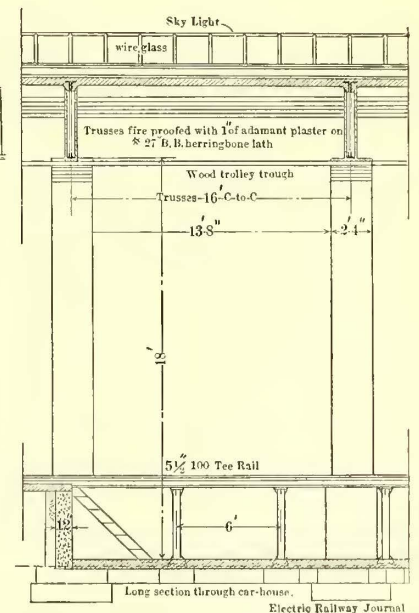 Sky Light
wire glass
Trusses fire proofed with 1" of adamant plaster on
27" B.B. herringbone lath
Wood trolley trough
Trusses-16'-C-to-C
13'-8"
2'-4"
18'
5½" 100 Tee Rail
12"
6'
Long section through car-house.
Electric Railway Journal